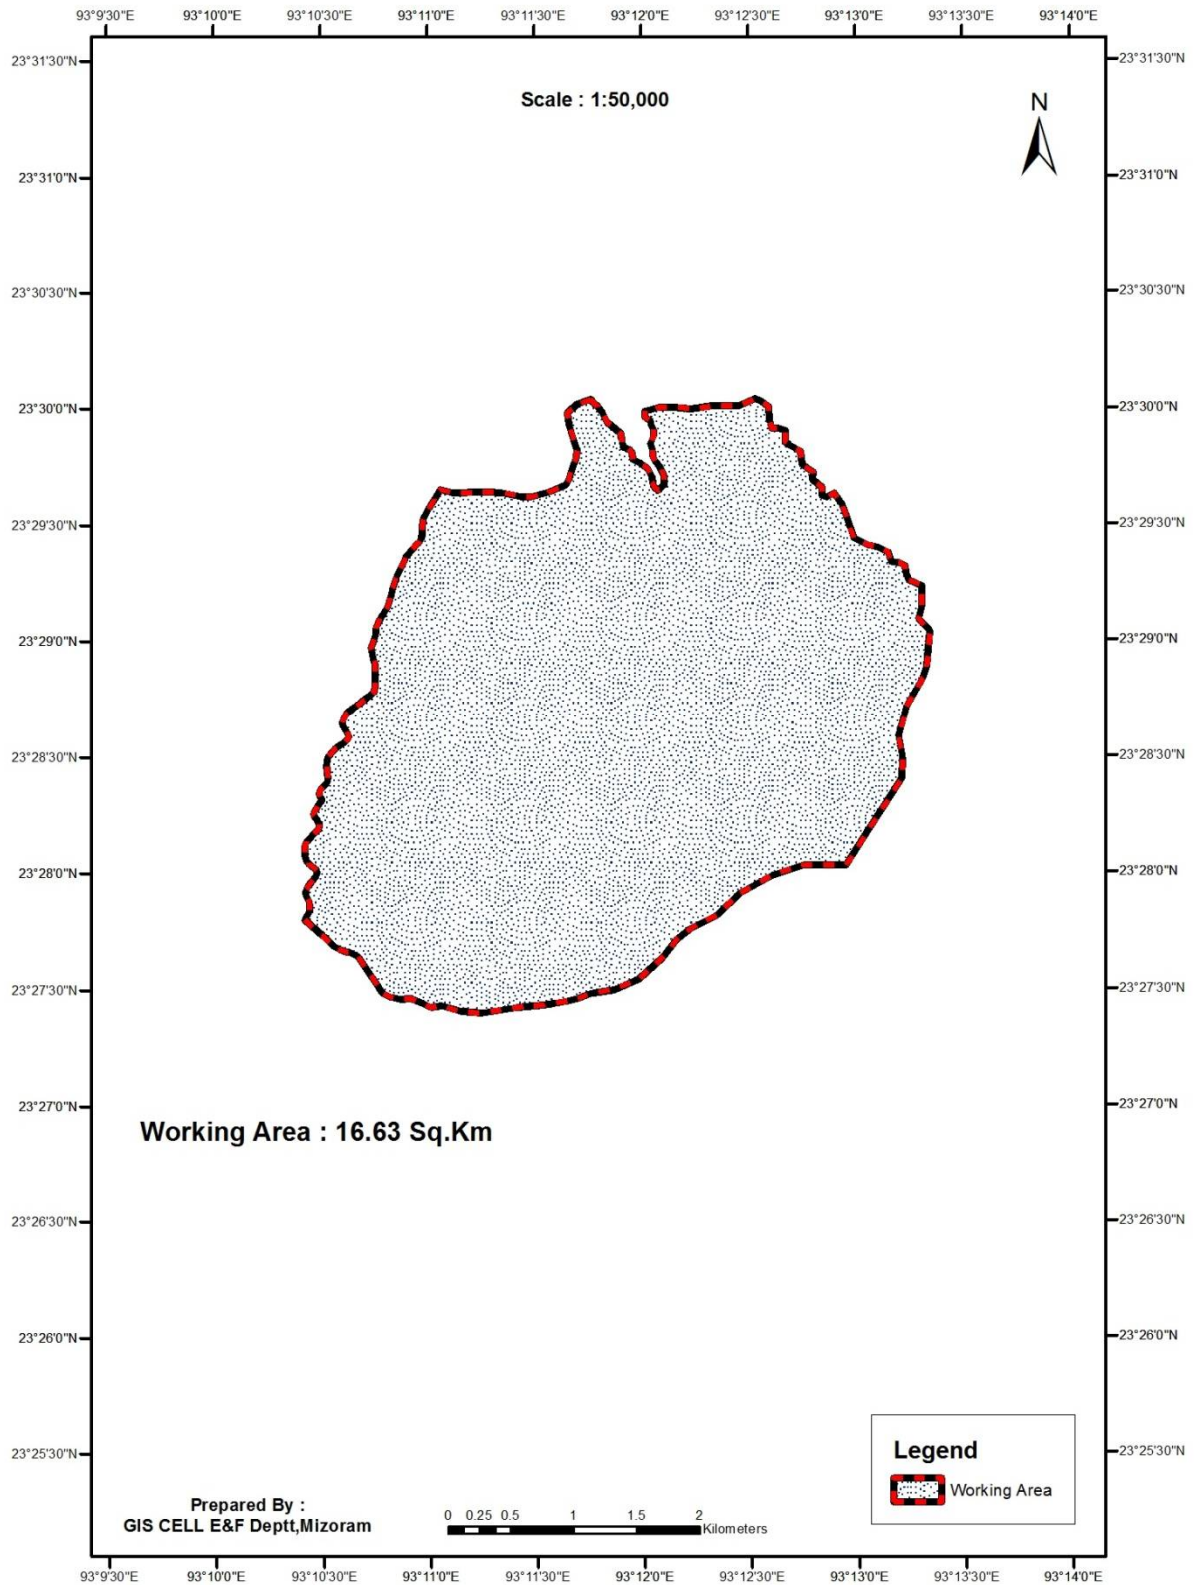 93°9'30"E 93°10'0"E 93°10'30"E 93°11'0"E 93°11'30"E 93°12'0"E 93°12'30"E 93°13'0"E 93°13'30"E 93°14'0"E
23°31'30"N 23°31'30"N
Scale : 1:50,000
N
23°31'0"N 23°31'0"N
23°30'30"N 23°30'30"N
23°30'0"N 23°30'0"N
23°29'30"N 23°29'30"N
23°29'0"N 23°29'0"N
23°28'30"N 23°28'30"N
23°28'0"N 23°28'0"N
23°27'30"N 23°27'30"N
23°27'0"N 23°27'0"N
Working Area : 16.63 Sq.Km
23°26'30"N 23°26'30"N
23°26'0"N 23°26'0"N
23°25'30"N 23°25'30"N
Legend
Working Area
Prepared By :
GIS CELL E&F Deptt,Mizoram
0 0.25 0.5 1 1.5 2
Kilometers
93°9'30"E 93°10'0"E 93°10'30"E 93°11'0"E 93°11'30"E 93°12'0"E 93°12'30"E 93°13'0"E 93°13'30"E 93°14'0"E